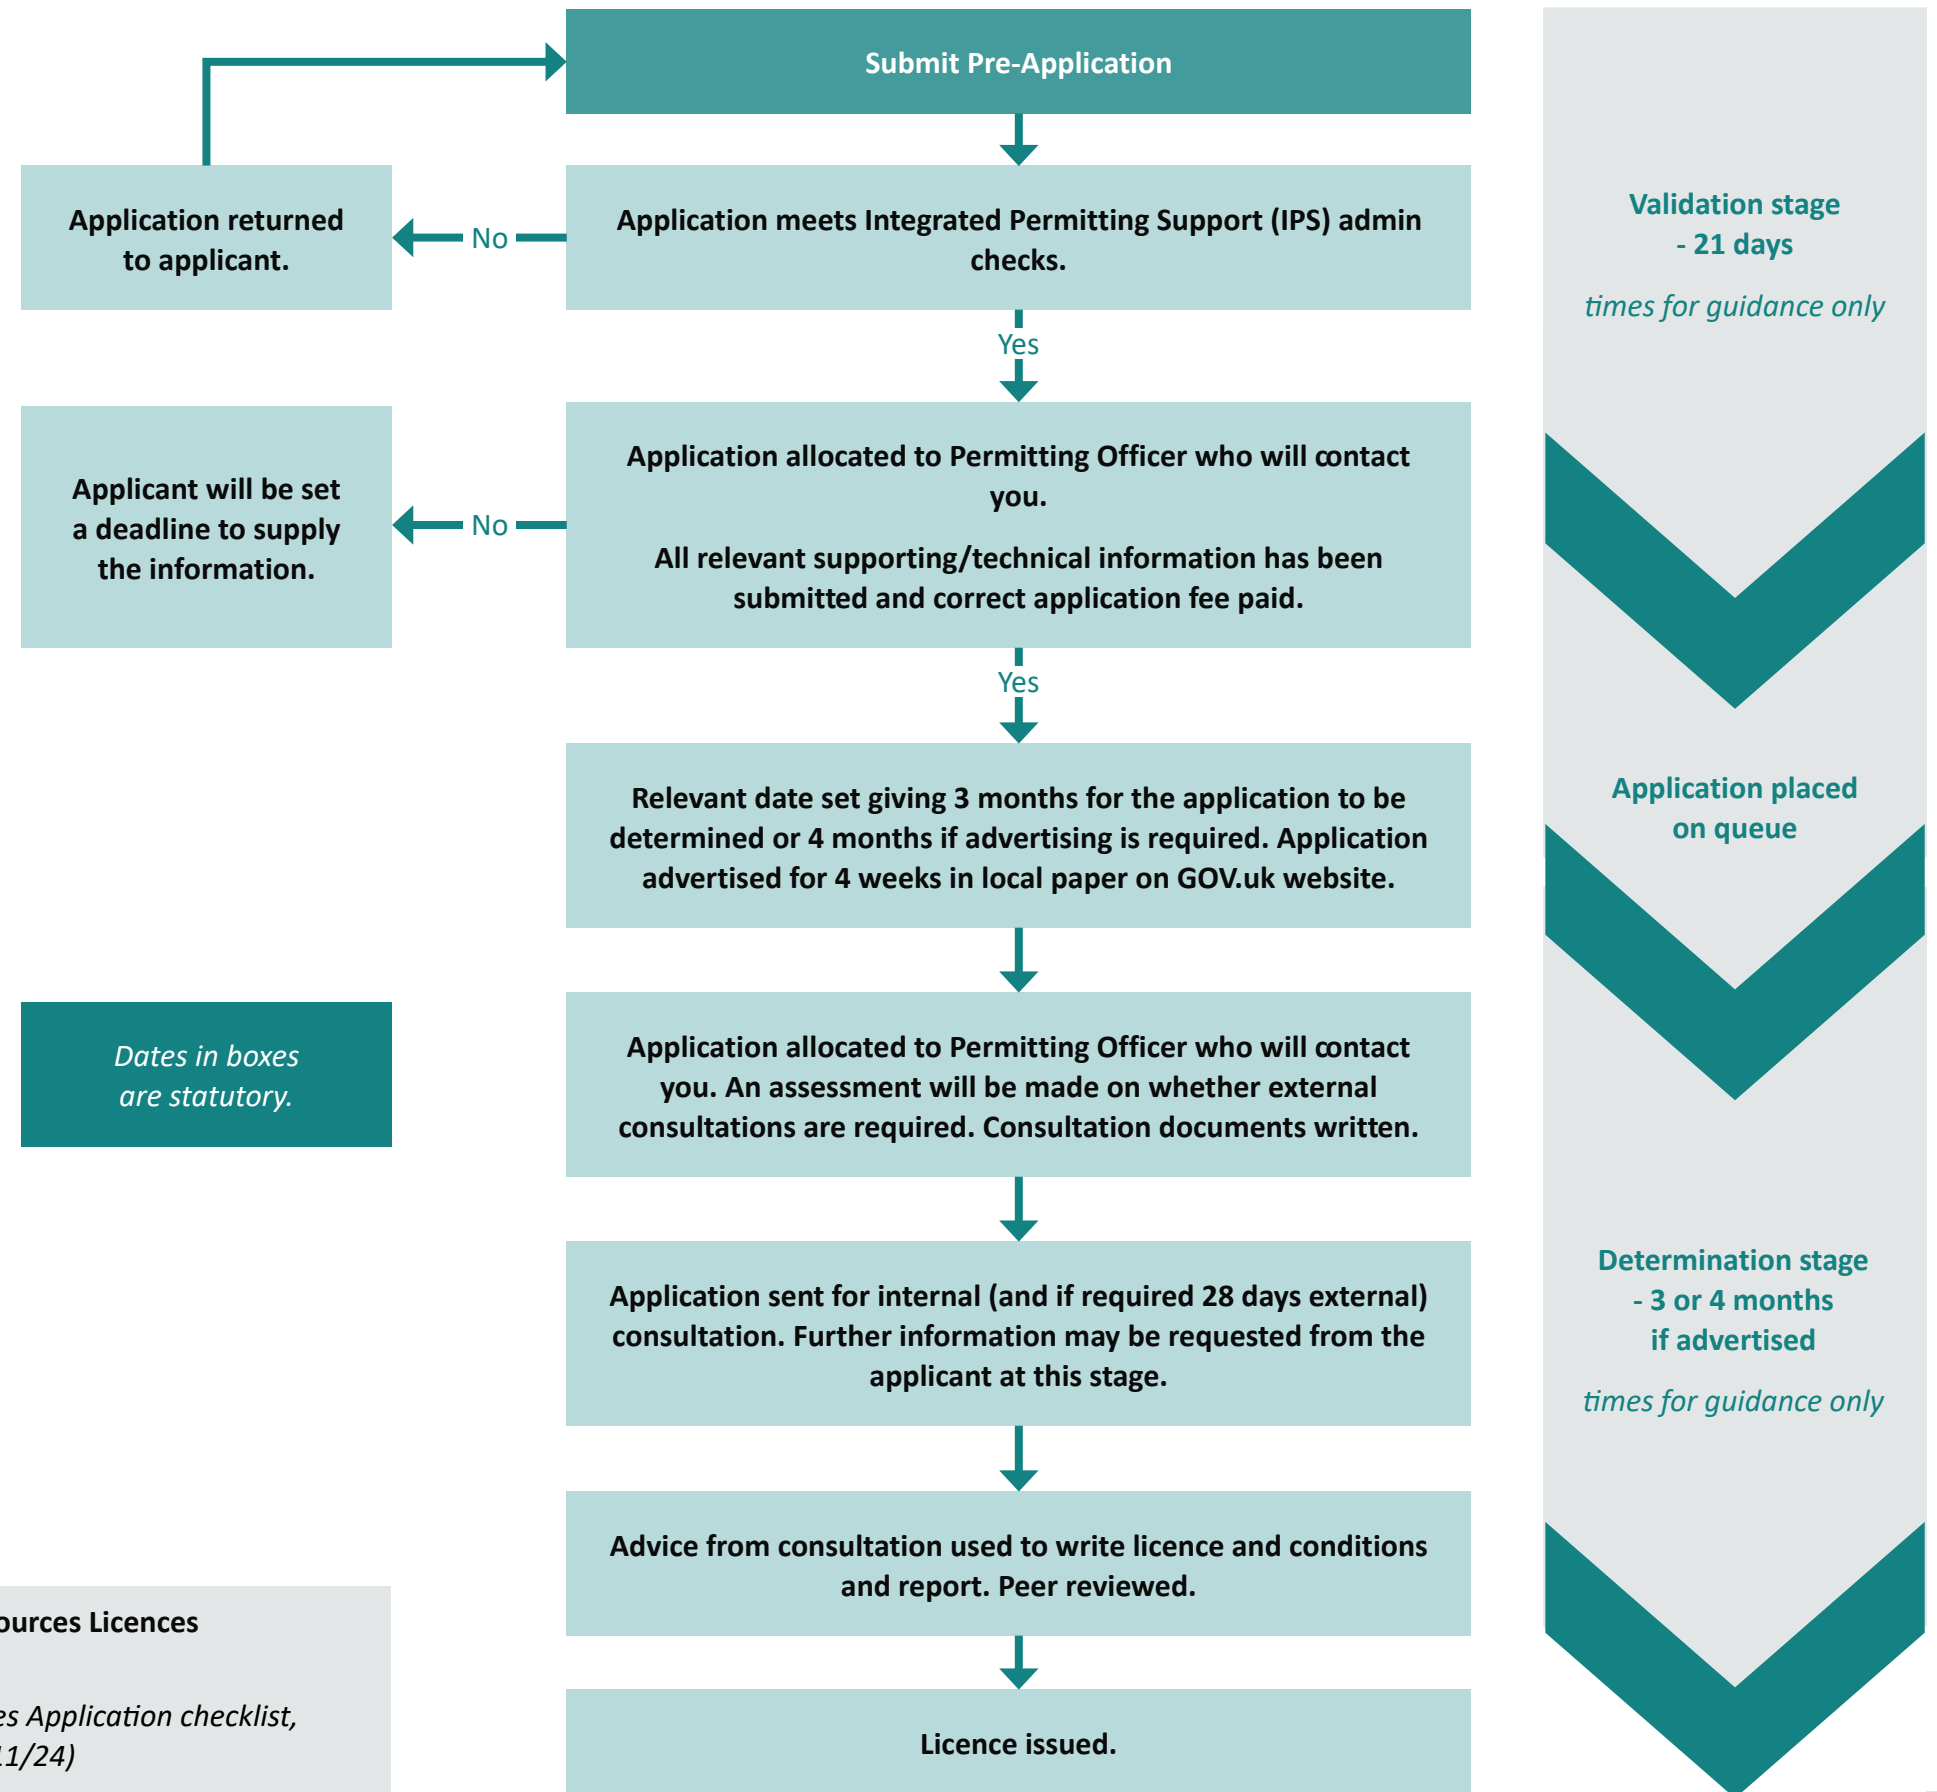 Submit Pre-Application
Application returned
to applicant.
No
Application meets Integrated Permitting Support (IPS) admin
checks.
Yes
Applicant will be set
a deadline to supply
the information.
No
Application allocated to Permitting Officer who will contact
you.
All relevant supporting/technical information has been
submitted and correct application fee paid.
Yes
Relevant date set giving 3 months for the application to be
determined or 4 months if advertising is required. Application
advertised for 4 weeks in local paper on GOV.uk website.
Dates in boxes
are statutory.
Application allocated to Permitting Officer who will contact
you. An assessment will be made on whether external
consultations are required. Consultation documents written.
Application sent for internal (and if required 28 days external)
consultation. Further information may be requested from the
applicant at this stage.
Advice from consultation used to write licence and conditions
and report. Peer reviewed.
Licence issued.
Validation stage
- 21 days
times for guidance only
Application placed
on queue
Determination stage
- 3 or 4 months
if advertised
times for guidance only
ources Licences
es Application checklist,
11/24)